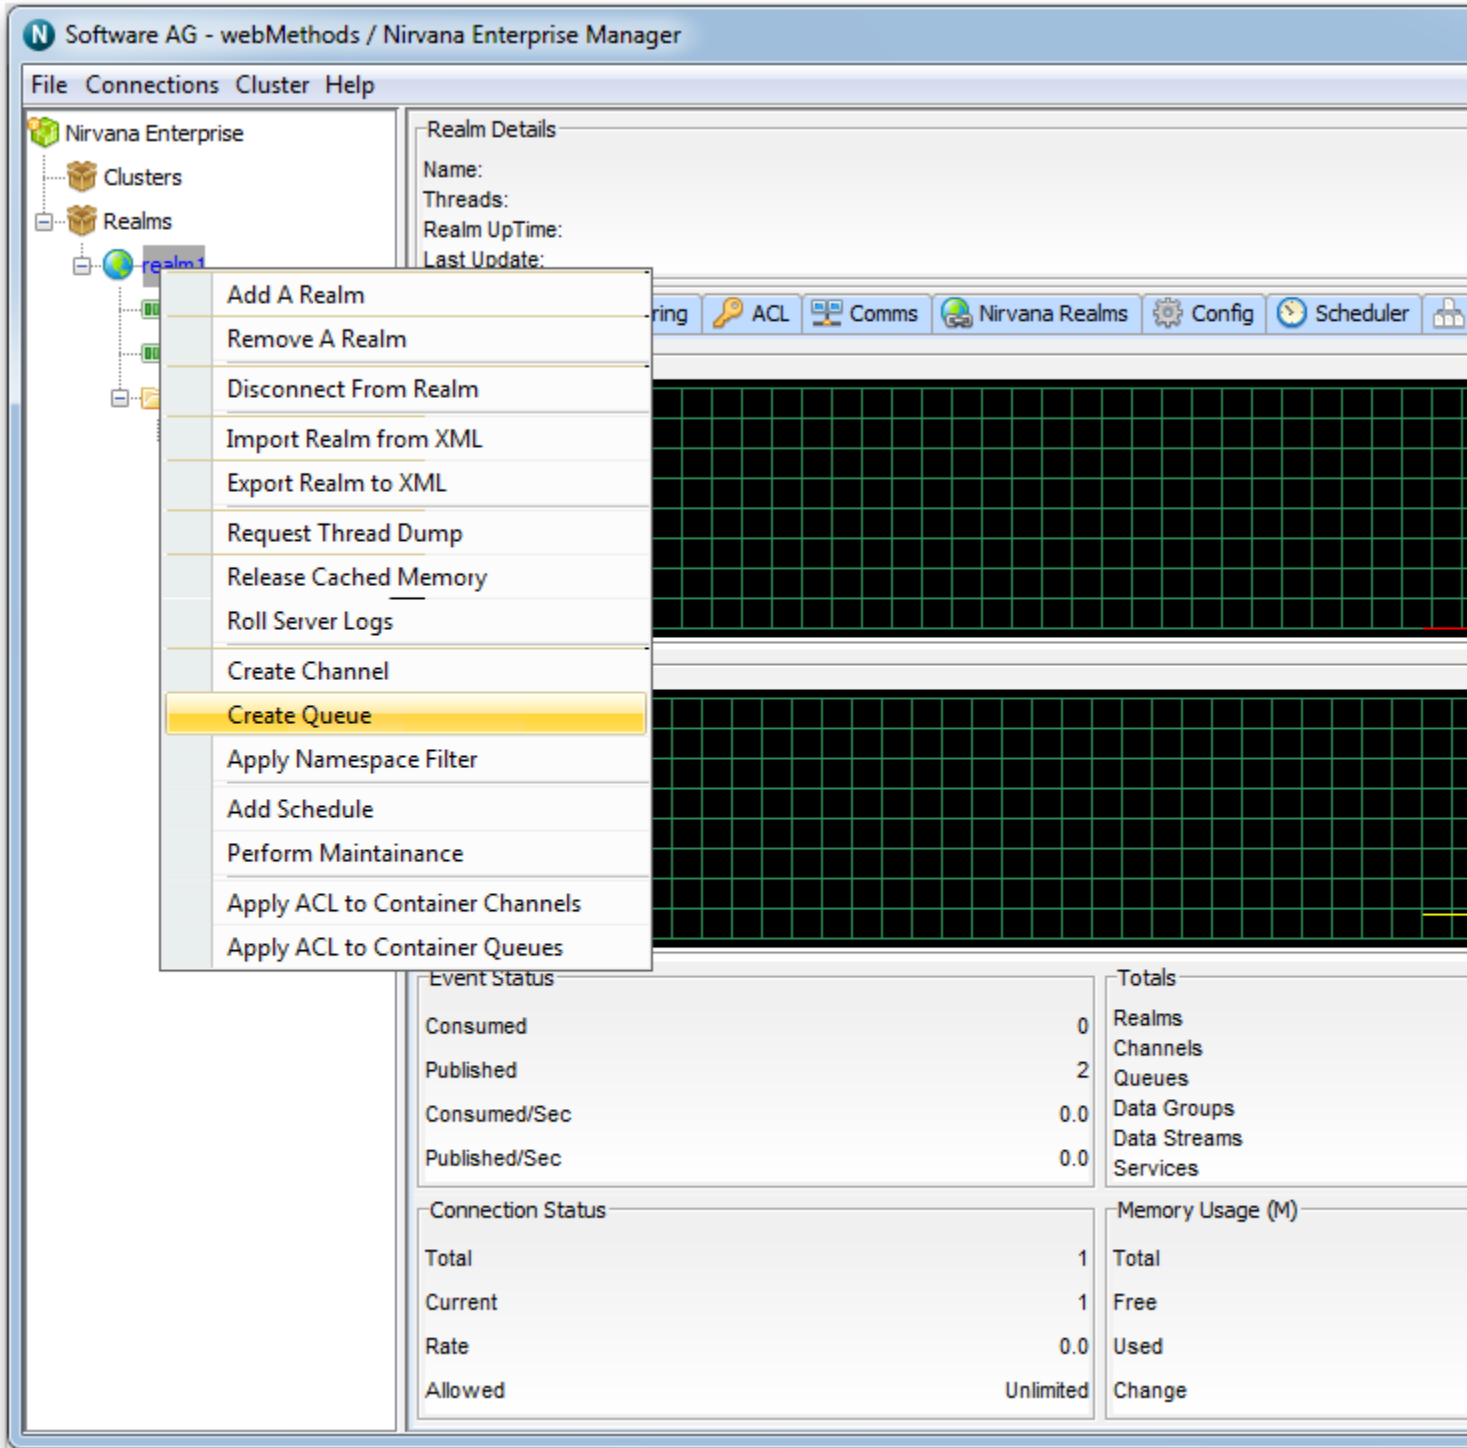 Software AG - webMethods / Nirvana Enterprise Manager
File Connections Cluster Help
Nirvana Enterprise
Clusters
Realms
realm1
Add A Realm
Remove A Realm
Disconnect From Realm
Import Realm from XML
Export Realm to XML
Request Thread Dump
Release Cached Memory
Roll Server Logs
Create Channel
Create Queue
Apply Namespace Filter
Add Schedule
Perform Maintainance
Apply ACL to Container Channels
Apply ACL to Container Queues
Realm Details
Name:
Threads:
Realm UpTime:
Last Update:
ring ACL Comms Nirvana Realms Config Scheduler
Event Status
Consumed 0
Published 2
Consumed/Sec 0.0
Published/Sec 0.0
Totals
Realms
Channels
Queues
Data Groups
Data Streams
Services
Connection Status
Total 1
Current 1
Rate 0.0
Allowed Unlimited
Memory Usage (M)
Total
Free
Used
Change